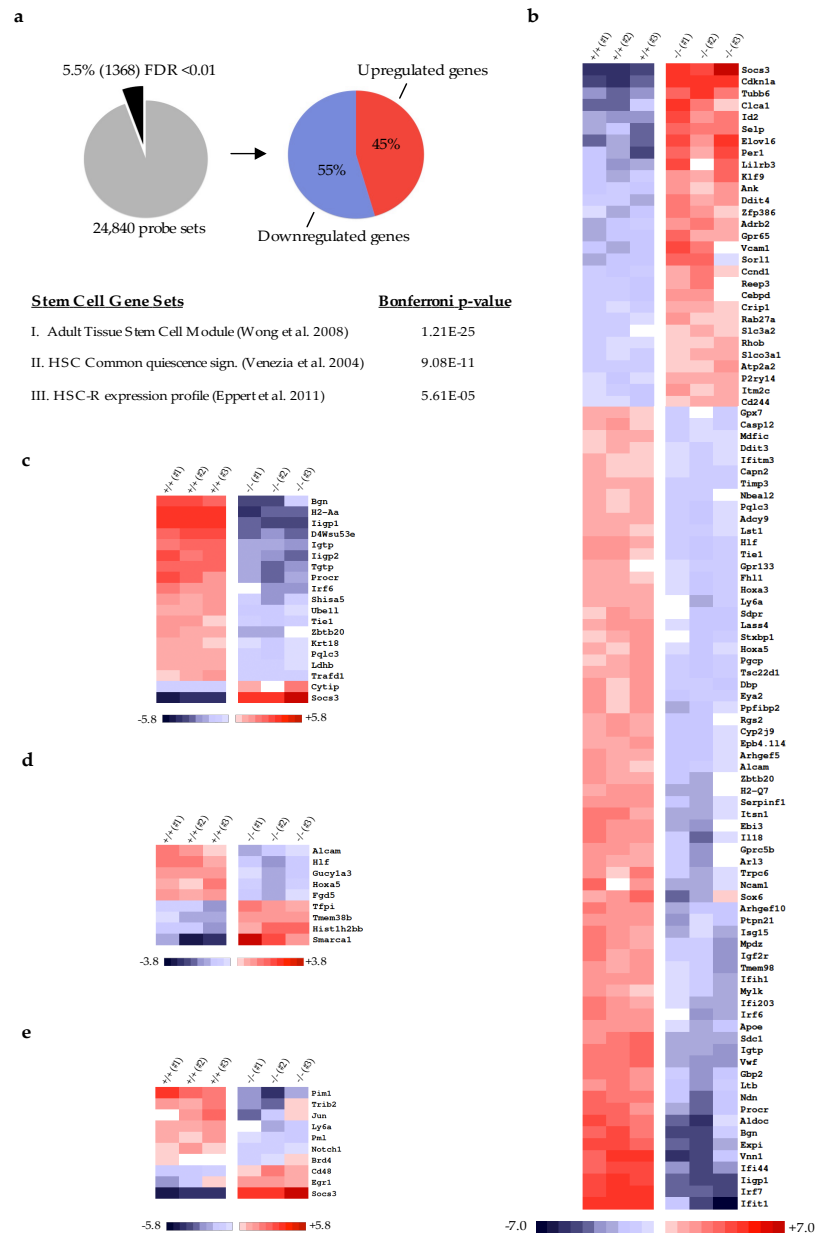 a
5.5% (1368) FDR <0.01
Upregulated genes
45%
55%
24,840 probe sets
Downregulated genes
Stem Cell Gene Sets
Bonferroni p-value
I. Adult Tissue Stem Cell Module (Wong et al. 2008)
1.21E-25
II. HSC Common quiescence sign. (Venezia et al. 2004)
9.08E-11
III. HSC-R expression profile (Eppert et al. 2011)
5.61E-05
b
+/+ (#1)
+/+ (#2)
+/+ (#3)
-/- (#1)
-/- (#2)
-/- (#3)
Socs3
Cdkn1a
Tubb6
Clca1
Id2
Selp
Elovl6
Per1
Lilrb3
Klf9
Ank
Ddit4
Zfp386
Adrb2
Gpr65
Vcam1
Sorl1
Ccnd1
Reep3
Cebpd
Crip1
Rab27a
Slc3a2
Rhob
Slco3a1
Atp2a2
P2ry14
Itm2c
Cd244
Gpx7
Casp12
Mdfic
Ddit3
Ifitm3
Capn2
Timp3
Nbeal2
Pqlc3
Adcy9
Lst1
Hlf
Tie1
Gpr133
Fhl1
Hoxa3
Ly6a
Sdpr
Lass4
Stxbp1
Hoxa5
Pgcp
Tsc22d1
Dbp
Eya2
Ppfibp2
Rgs2
Cyp2j9
Epb4.1l4
Arhgef5
Alcam
Zbtb20
H2-Q7
Serpinf1
Itsn1
Ebi3
Il18
Gprc5b
Arl3
Trpc6
Ncam1
Sox6
Arhgef10
Ptpn21
Isg15
Mpdz
Igf2r
Tmem98
Ifih1
Mylk
Ifi203
Irf6
Apoe
Sdc1
Igtp
Vwf
Gbp2
Ltb
Ndn
Procr
Aldoc
Bgn
Expi
Vnn1
Ifi44
Iigp1
Irf7
Ifit1
-7.0
+7.0
c
+/+ (#1)
+/+ (#2)
+/+ (#3)
-/- (#1)
-/- (#2)
-/- (#3)
Bgn
H2-Aa
Iigp1
D4Wsu53e
Igtp
Iigp2
Tgtp
Procr
Irf6
Shisa5
Ube1l
Tie1
Zbtb20
Krt18
Pqlc3
Ldhb
Trafd1
Cytip
Socs3
-5.8
+5.8
d
+/+ (#1)
+/+ (#2)
+/+ (#3)
-/- (#1)
-/- (#2)
-/- (#3)
Alcam
Hlf
Gucy1a3
Hoxa5
Fgd5
Tfpi
Tmem38b
Hist1h2bb
Smarca1
-3.8
+3.8
e
+/+ (#1)
+/+ (#2)
+/+ (#3)
-/- (#1)
-/- (#2)
-/- (#3)
Pim1
Trib2
Jun
Ly6a
Pml
Notch1
Brd4
Cd48
Egr1
Socs3
-5.8
+5.8